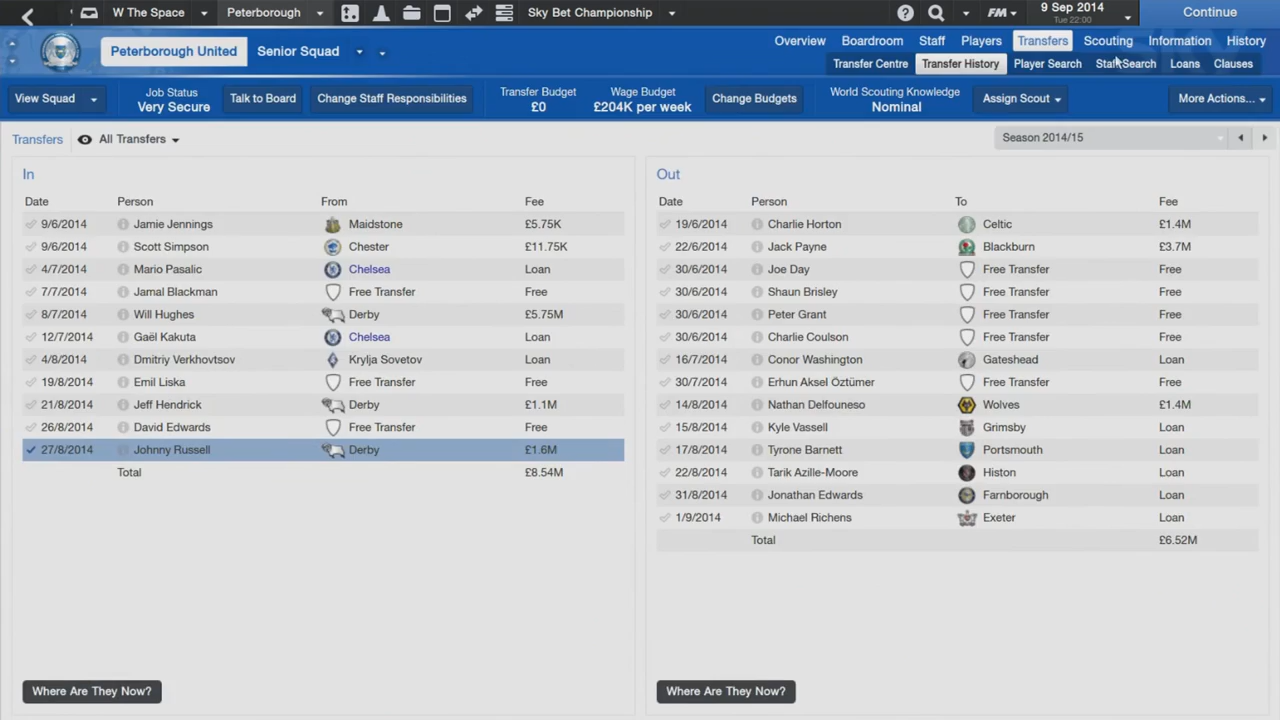 W The Space Peterborough Sky Bet Championship FM 9 Sep 2014 Tue 22:00 Continue
Peterborough United Senior Squad Overview Boardroom Staff Players Transfers Scouting Information History
Transfer Centre Transfer History Player Search Staff Search Loans Clauses
View Squad Job Status Very Secure Talk to Board Change Staff Responsibilities Transfer Budget £0 Wage Budget £204K per week Change Budgets World Scouting Knowledge Nominal Assign Scout More Actions...
Transfers All Transfers Season 2014/15
In
Date Person From Fee
9/6/2014 Jamie Jennings Maidstone £5.75K
9/6/2014 Scott Simpson Chester £11.75K
4/7/2014 Mario Pasalic Chelsea Loan
7/7/2014 Jamal Blackman Free Transfer Free
8/7/2014 Will Hughes Derby £5.75M
12/7/2014 Gaël Kakuta Chelsea Loan
4/8/2014 Dmitriy Verkhovtsov Krylja Sovetov Loan
19/8/2014 Emil Liska Free Transfer Free
21/8/2014 Jeff Hendrick Derby £1.1M
26/8/2014 David Edwards Free Transfer Free
27/8/2014 Johnny Russell Derby £1.6M
Total £8.54M
Where Are They Now?
Out
Date Person To Fee
19/6/2014 Charlie Horton Celtic £1.4M
22/6/2014 Jack Payne Blackburn £3.7M
30/6/2014 Joe Day Free Transfer Free
30/6/2014 Shaun Brisley Free Transfer Free
30/6/2014 Peter Grant Free Transfer Free
30/6/2014 Charlie Coulson Free Transfer Free
16/7/2014 Conor Washington Gateshead Loan
30/7/2014 Erhun Aksel Öztümer Free Transfer Free
14/8/2014 Nathan Delfouneso Wolves £1.4M
15/8/2014 Kyle Vassell Grimsby Loan
17/8/2014 Tyrone Barnett Portsmouth Loan
22/8/2014 Tarik Azille-Moore Histon Loan
31/8/2014 Jonathan Edwards Farnborough Loan
1/9/2014 Michael Richens Exeter Loan
Total £6.52M
Where Are They Now?